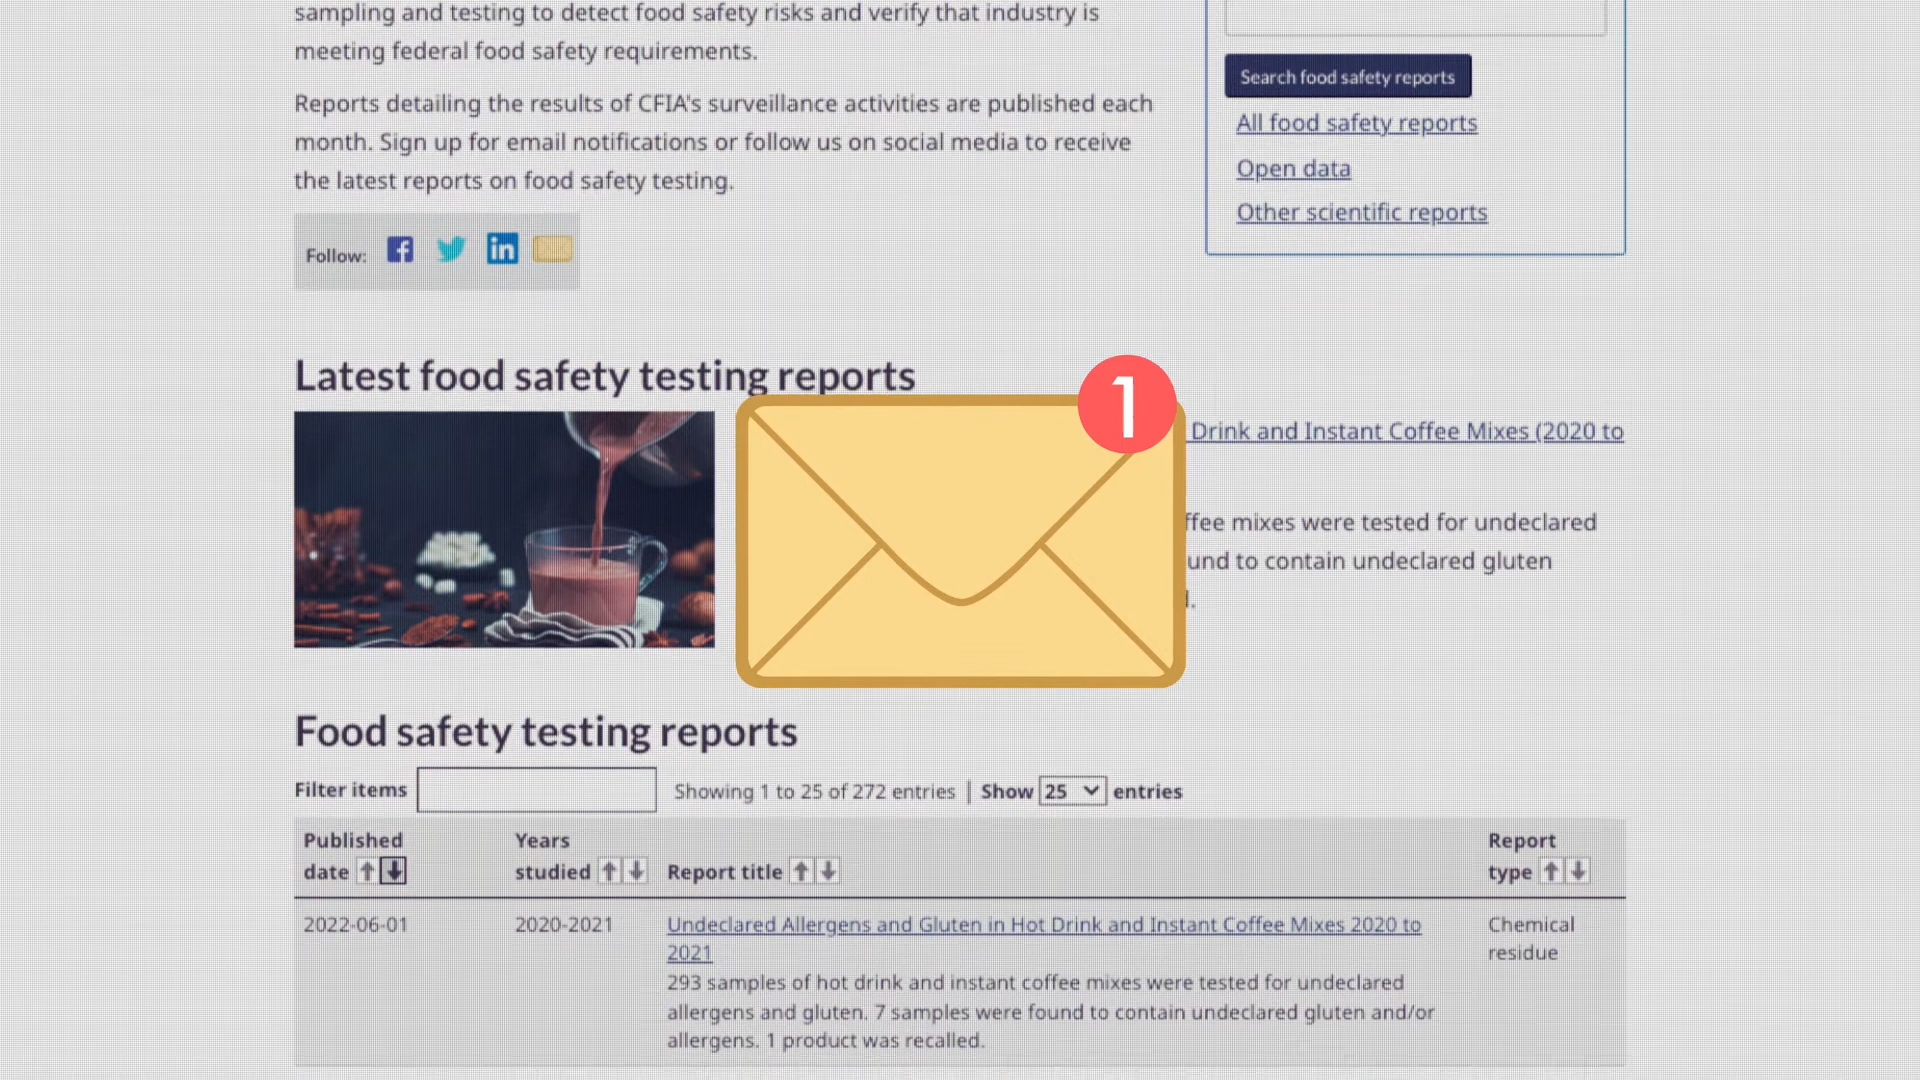 sampling and testing to detect food safety risks and verify that industry is
meeting federal food safety requirements.
Reports detailing the results of CFIA's surveillance activities are published each
month. Sign up for email notifications or follow us on social media to receive
the latest reports on food safety testing.
Follow:
Search food safety reports
All food safety reports
Open data
Other scientific reports
Latest food safety testing reports
1
Drink and Instant Coffee Mixes (2020 to
ffee mixes were tested for undeclared
und to contain undeclared gluten
Food safety testing reports
Filter items Showing 1 to 25 of 272 entries | Show 25 entries
Published date Years studied Report title Report type
2022-06-01 2020-2021 Undeclared Allergens and Gluten in Hot Drink and Instant Coffee Mixes 2020 to Chemical
2021 residue
293 samples of hot drink and instant coffee mixes were tested for undeclared
allergens and gluten. 7 samples were found to contain undeclared gluten and/or
allergens. 1 product was recalled.